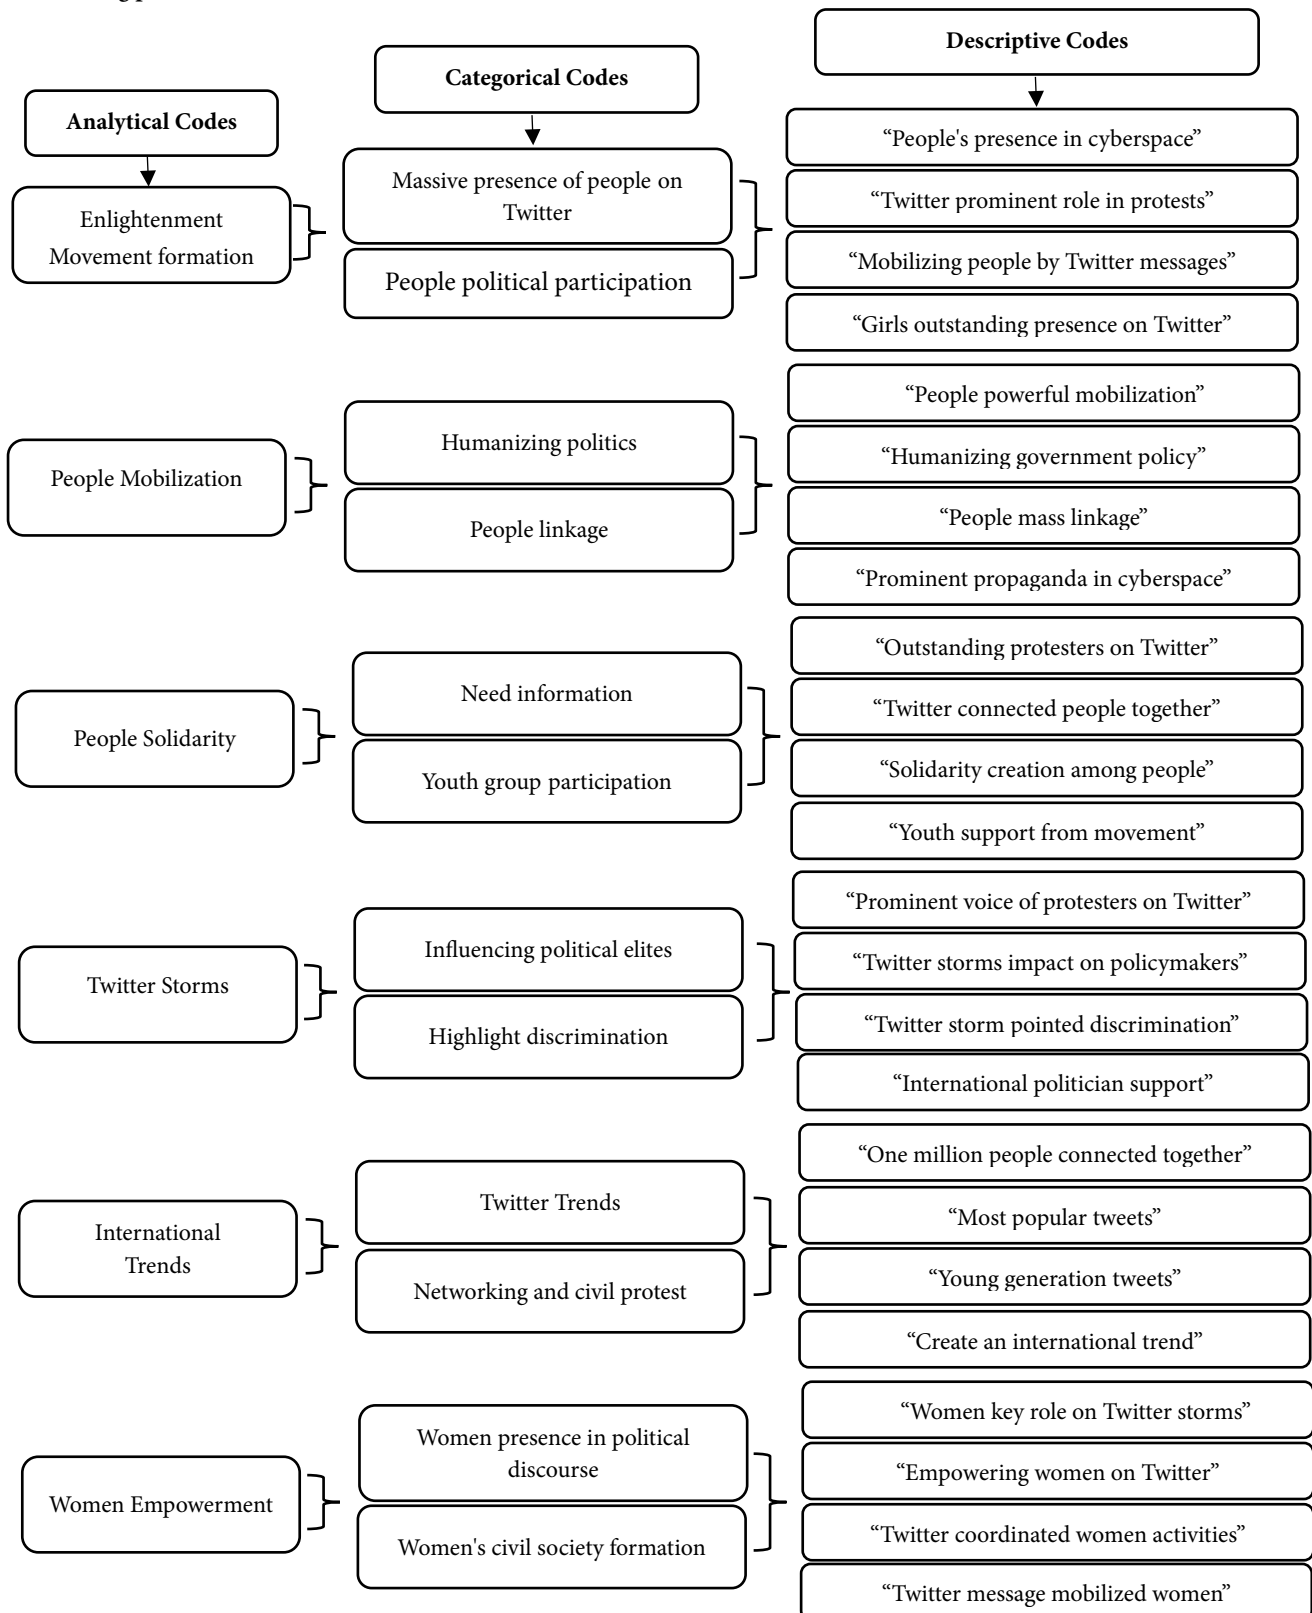 Descriptive Codes
Categorical Codes
Analytical Codes
Enlightenment
Movement formation
Massive presence of people on
Twitter
People political participation
“People's presence in cyberspace”
“Twitter prominent role in protests”
“Mobilizing people by Twitter messages”
“Girls outstanding presence on Twitter”
People Mobilization
Humanizing politics
People linkage
“People powerful mobilization”
“Humanizing government policy”
“People mass linkage”
“Prominent propaganda in cyberspace”
People Solidarity
Need information
Youth group participation
“Outstanding protesters on Twitter”
“Twitter connected people together”
“Solidarity creation among people”
“Youth support from movement”
Twitter Storms
Influencing political elites
Highlight discrimination
“Prominent voice of protesters on Twitter”
“Twitter storms impact on policymakers”
“Twitter storm pointed discrimination”
“International politician support”
International
Trends
Twitter Trends
Networking and civil protest
“One million people connected together”
“Most popular tweets”
“Young generation tweets”
“Create an international trend”
Women Empowerment
Women presence in political
discourse
Women's civil society formation
“Women key role on Twitter storms”
“Empowering women on Twitter”
“Twitter coordinated women activities”
“Twitter message mobilized women”